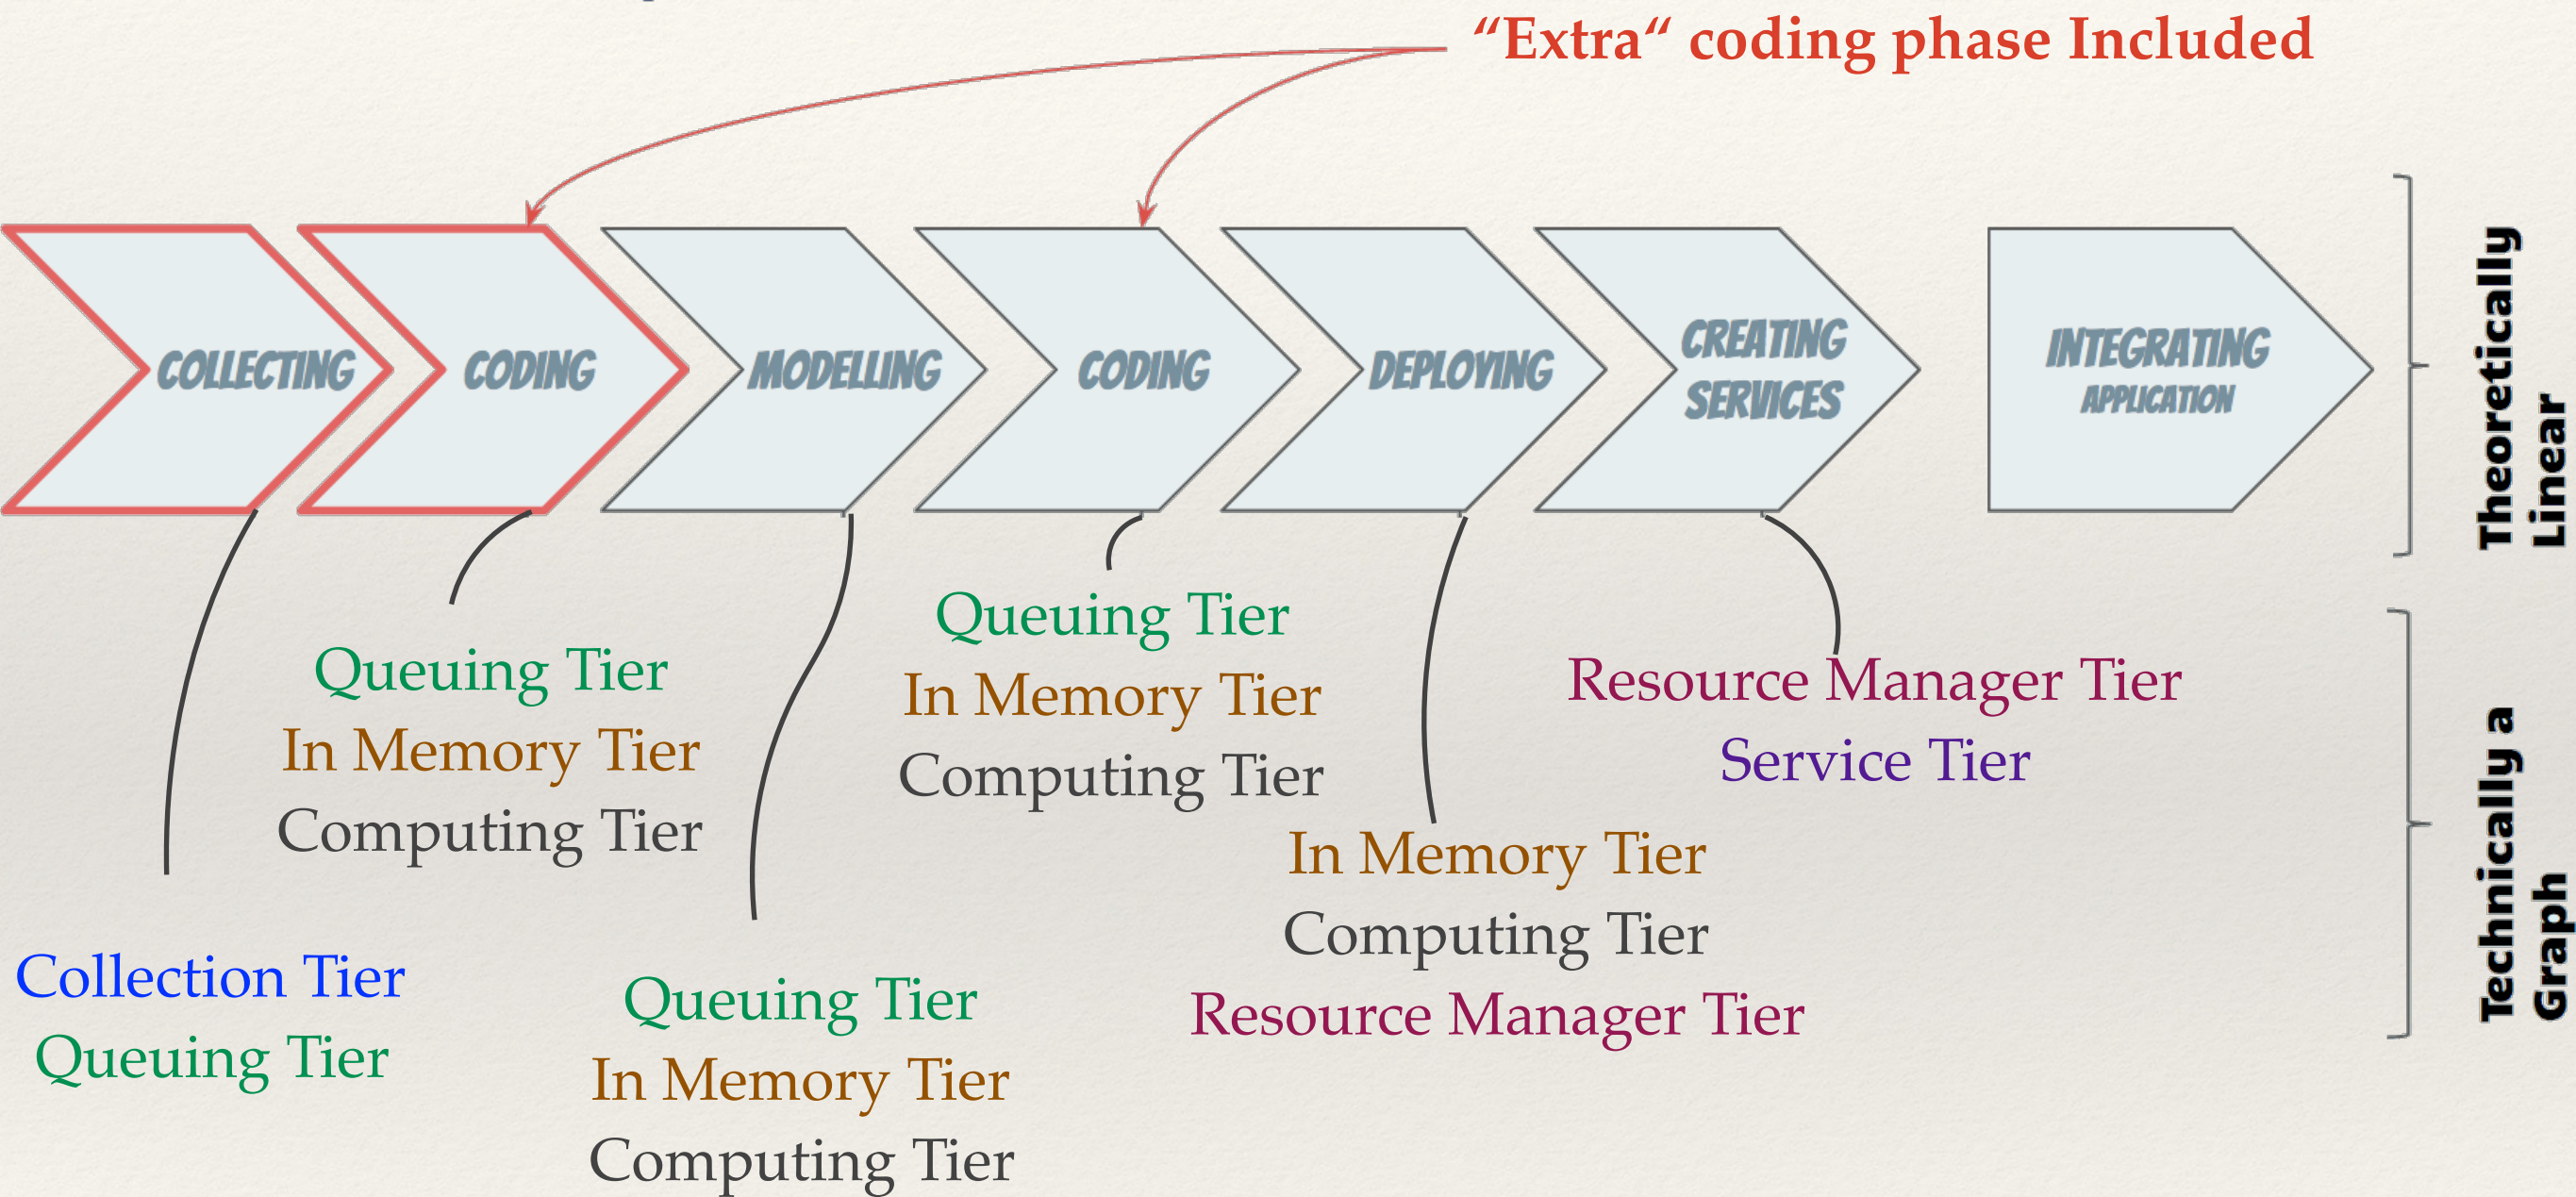 “Extra“ coding phase Included
COLLECTING
CODING
MODELLING
CODING
DEPLOYING
CREATING
SERVICES
INTEGRATING
APPLICATION
Theoretically
Linear
Queuing Tier
In Memory Tier
Computing Tier
Queuing Tier
In Memory Tier
Computing Tier
Resource Manager Tier
Service Tier
In Memory Tier
Computing Tier
Resource Manager Tier
Collection Tier
Queuing Tier
Queuing Tier
In Memory Tier
Computing Tier
Technically a
Graph